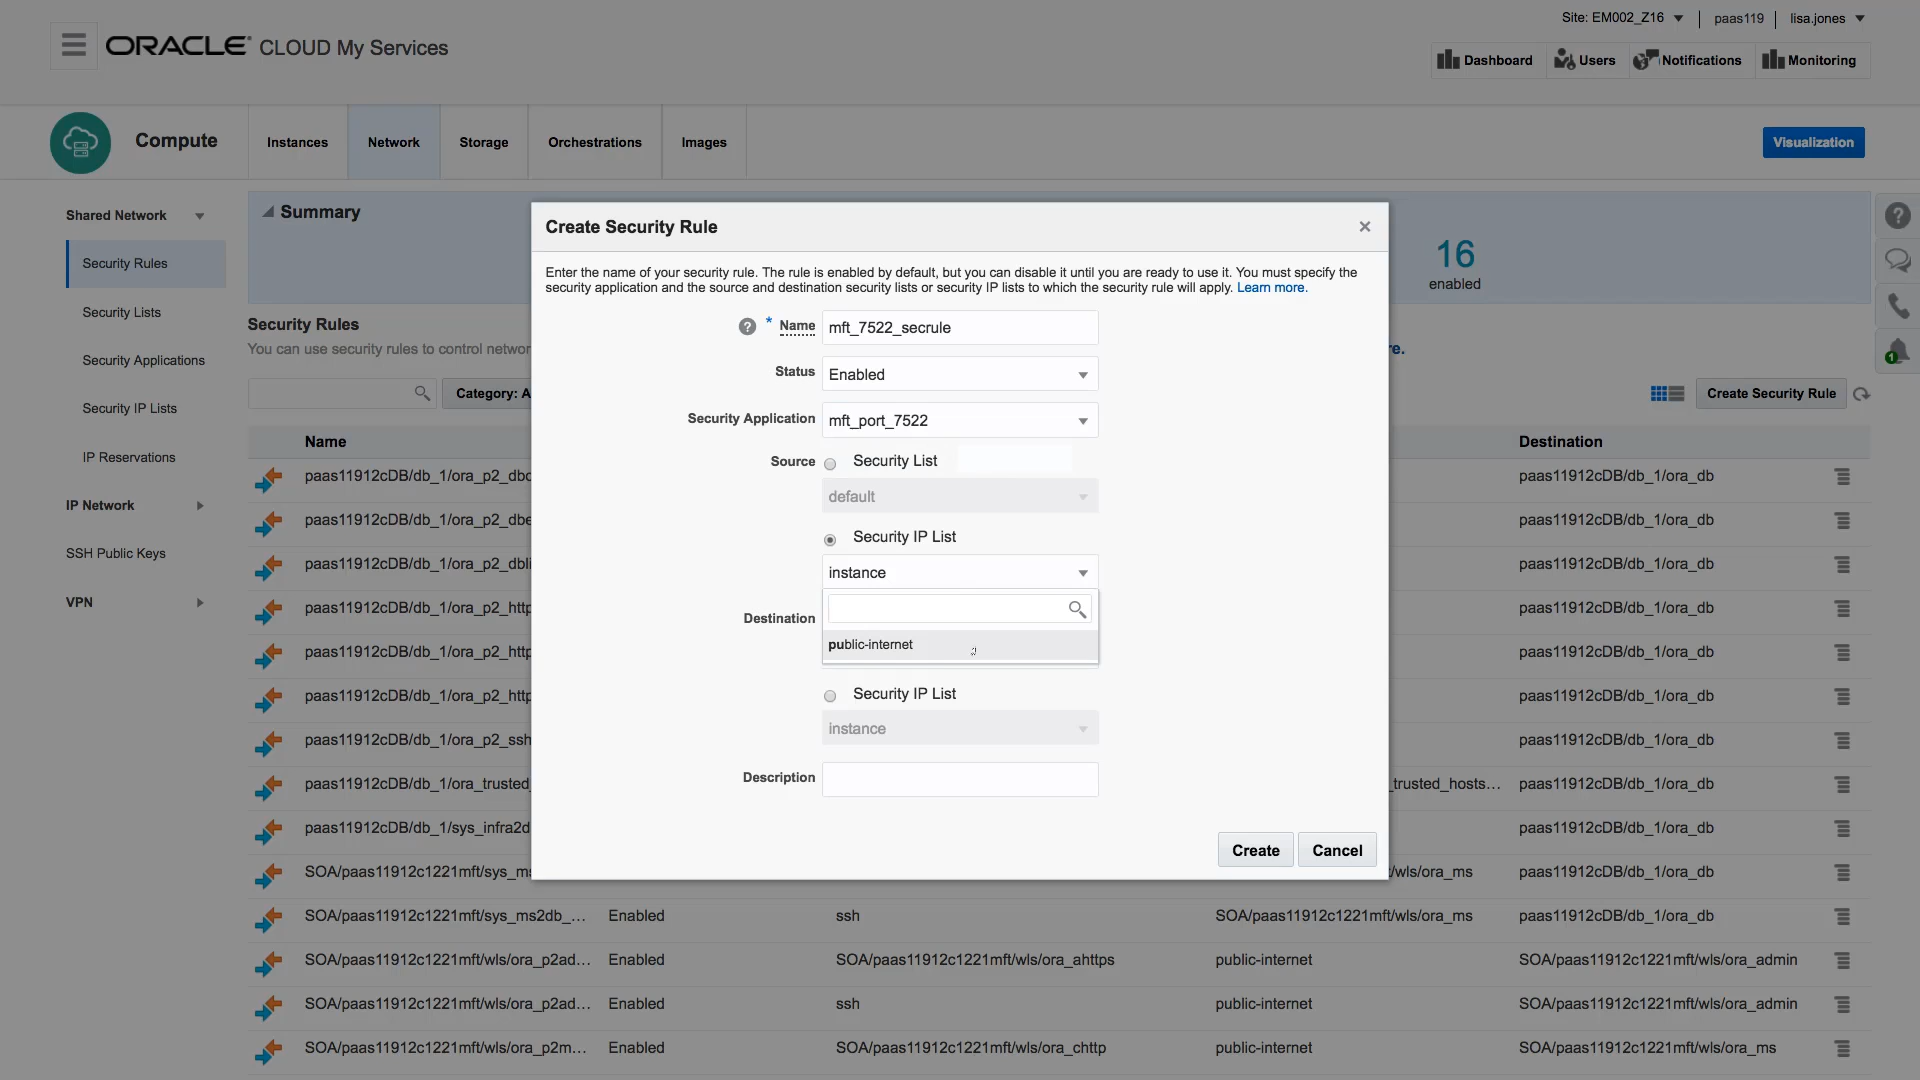 Site: EM002_Z16
paas119
lisa.jones
ORACLE CLOUD My Services
Dashboard
Users
Notifications
Monitoring
Compute
Instances
Network
Storage
Orchestrations
Images
Visualization
Shared Network
Security Rules
Security Lists
Security Applications
Security IP Lists
IP Reservations
IP Network
SSH Public Keys
VPN
Summary
16
enabled
Security Rules
You can use security rules to control networ
re.
Category: A
Create Security Rule
Name
Destination
paas11912cDB/db_1/ora_p2_dbc
paas11912cDB/db_1/ora_db
paas11912cDB/db_1/ora_p2_dbe
paas11912cDB/db_1/ora_db
paas11912cDB/db_1/ora_p2_dbli
paas11912cDB/db_1/ora_db
paas11912cDB/db_1/ora_p2_http
paas11912cDB/db_1/ora_db
paas11912cDB/db_1/ora_p2_http
paas11912cDB/db_1/ora_db
paas11912cDB/db_1/ora_p2_http
paas11912cDB/db_1/ora_db
paas11912cDB/db_1/ora_p2_ssh
paas11912cDB/db_1/ora_db
paas11912cDB/db_1/ora_trusted_
_trusted_hosts...
paas11912cDB/db_1/ora_db
paas11912cDB/db_1/sys_infra2d
paas11912cDB/db_1/ora_db
SOA/paas11912c1221mft/sys_ms
t/wls/ora_ms
paas11912cDB/db_1/ora_db
SOA/paas11912c1221mft/sys_ms2db_...
Enabled
ssh
SOA/paas11912c1221mft/wls/ora_ms
paas11912cDB/db_1/ora_db
SOA/paas11912c1221mft/wls/ora_p2ad...
Enabled
SOA/paas11912c1221mft/wls/ora_ahttps
public-internet
SOA/paas11912c1221mft/wls/ora_admin
SOA/paas11912c1221mft/wls/ora_p2ad...
Enabled
ssh
public-internet
SOA/paas11912c1221mft/wls/ora_admin
SOA/paas11912c1221mft/wls/ora_p2m...
Enabled
SOA/paas11912c1221mft/wls/ora_chttp
public-internet
SOA/paas11912c1221mft/wls/ora_ms
1
Create Security Rule
Enter the name of your security rule. The rule is enabled by default, but you can disable it until you are ready to use it. You must specify the
security application and the source and destination security lists or security IP lists to which the security rule will apply. Learn more.
* Name
mft_7522_secrule
Status
Enabled
Security Application
mft_port_7522
Source
Security List
default
Security IP List
instance
Destination
public-internet
Security IP List
instance
Description
Create
Cancel